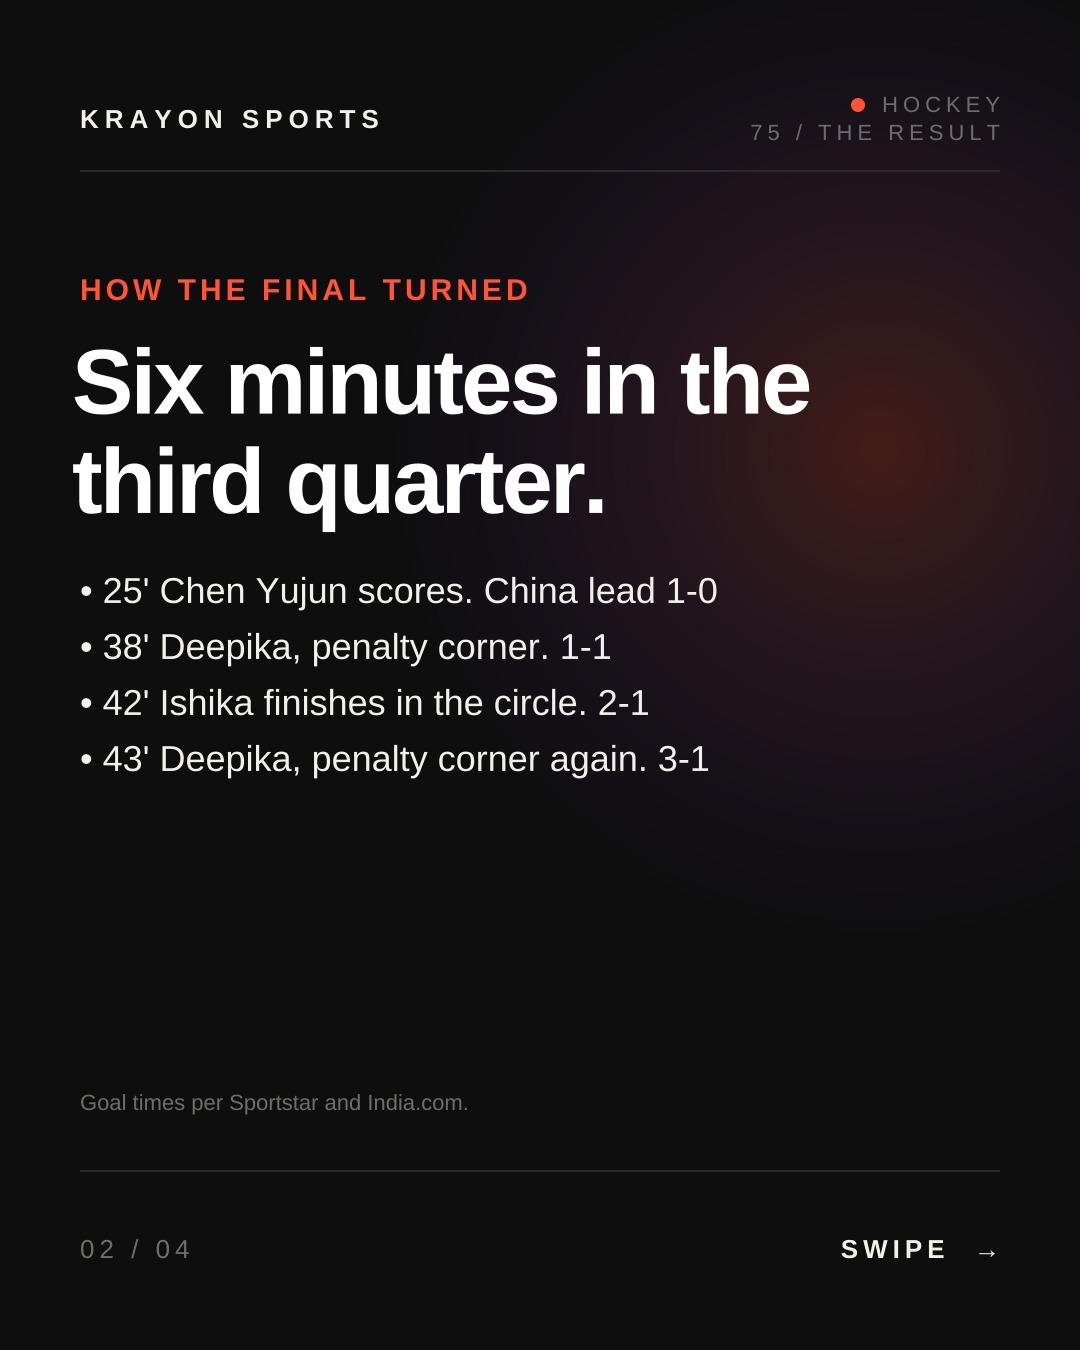 KRAYON SPORTS
● HOCKEY
75 / THE RESULT
HOW THE FINAL TURNED
Six minutes in the
third quarter.
• 25' Chen Yujun scores. China lead 1-0
• 38' Deepika, penalty corner. 1-1
• 42' Ishika finishes in the circle. 2-1
• 43' Deepika, penalty corner again. 3-1
Goal times per Sportstar and India.com.
02 / 04
SWIPE →